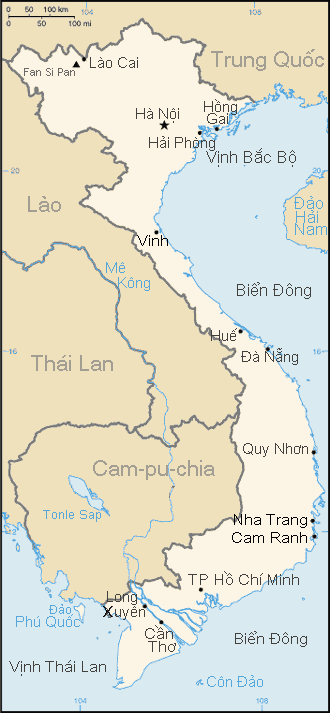 104
108
0 50 100 km
0 50 100 mi
Lào Cai
Fan Si Pan
Trung Quốc
Hà Nội
Hồng
Gai
Hải Phòng
Vịnh Bắc Bộ
20
20
Lào
Đảo
Hải
Nam
Vinh
Mê
Kông
Biển Đông
Huế
Đà Nẵng
16
16
Thái Lan
Quy Nhơn
Cam-pu-chia
Tonle Sap
Nha Trang
Cam Ranh
TP Hồ Chí Minh
Long
Xuyên
Đảo
Phú Quốc
Cần
Thơ
Biển Đông
Vịnh Thái Lan
Côn Đảo
104
108